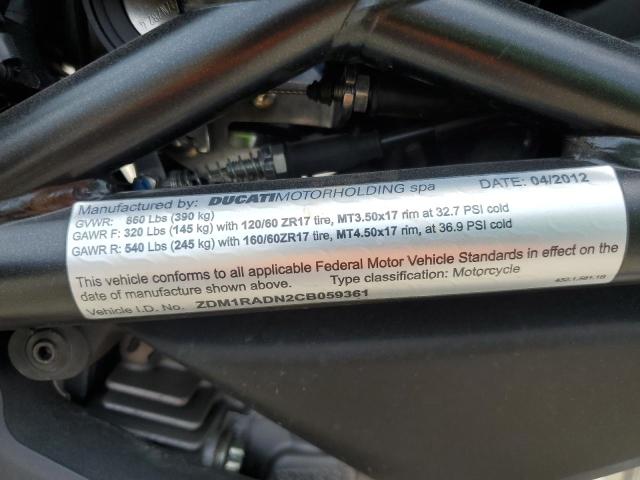 Manufactured by: DUCATIMOTORHOLDING spa DATE: 04/2012
GVWR: 860 Lbs (390 kg)
GAWR F: 320 Lbs (145 kg) with 120/60 ZR17 tire, MT3.50x17 rim at 32.7 PSI cold
GAWR R: 540 Lbs (245 kg) with 160/60ZR17 tire, MT4.50x17 rim, at 36.9 PSI cold
This vehicle conforms to all applicable Federal Motor Vehicle Standards in effect on the
date of manufacture shown above. Type classification: Motorcycle
Vehicle I.D. No. ZDM1RADN2CB059361